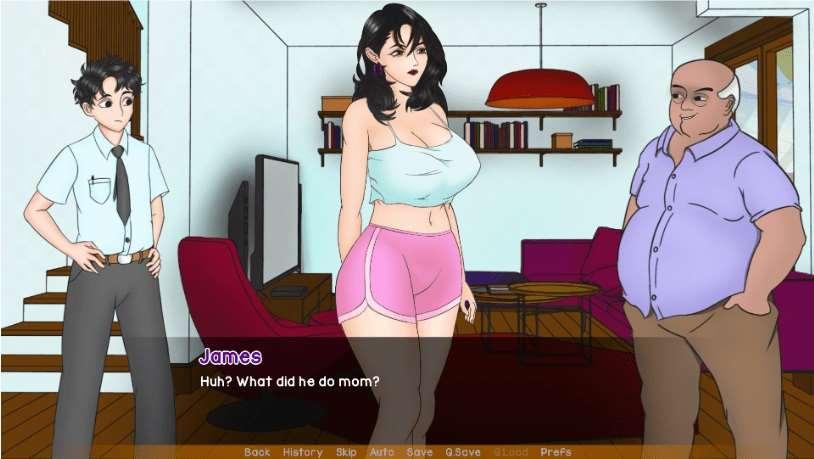 James
Huh? What did he do mom?
Back History Skip Auto Save Q.Save Q.Load Prefs